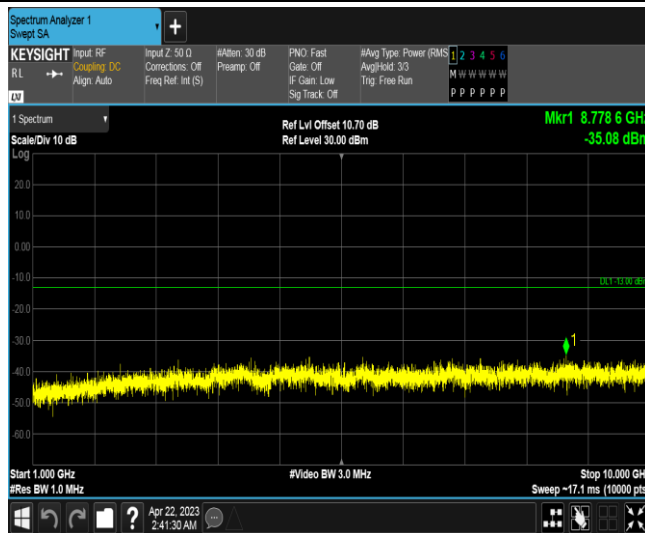 Spectrum Analyzer 1
Swept SA
+
KEYSIGHT Input: RF Input Z: 50 Ω #Atten: 30 dB PNO: Fast #Avg Type: Power (RMS 1 2 3 4 5 6
RL Coupling: DC Corrections: Off Preamp: Off Gate: Off Avg|Hold: 3/3 M W W W W W
Align: Auto Freq Ref: Int (S) IF Gain: Low Trig: Free Run
Sig Track: Off P P P P P P
LXI
1 Spectrum Ref Lvl Offset 10.70 dB Mkr1 8.778 6 GHz
Scale/Div 10 dB Ref Level 30.00 dBm -35.08 dBm
Log
20.0
10.0
0.00
-10.0
DL1 -13.00 dBm
-20.0
-30.0
1
-40.0
-50.0
-60.0
Start 1.000 GHz #Video BW 3.0 MHz Stop 10.000 GHz
#Res BW 1.0 MHz Sweep ~17.1 ms (10000 pts
? Apr 22, 2023
2:41:30 AM